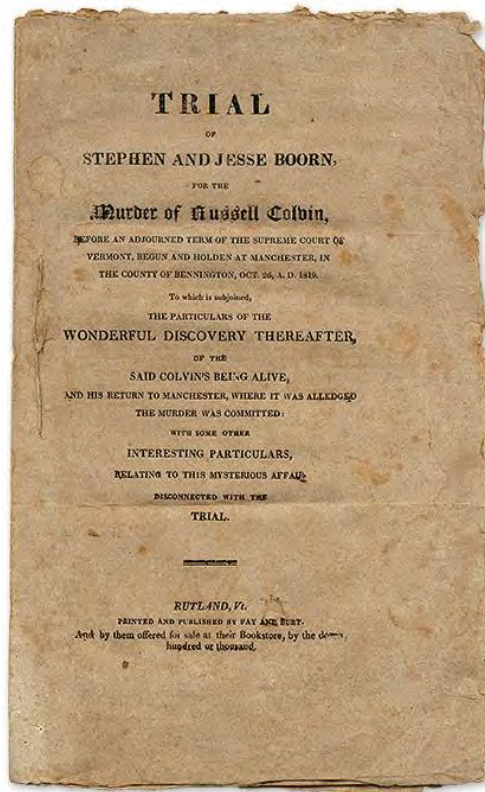 TRIAL
OF
STEPHEN AND JESSE BOORN,
FOR THE
Murder of Russell Colvin,
BEFORE AN ADJOURNED TERM OF THE SUPREME COURT OF
VERMONT, BEGUN AND HOLDEN AT MANCHESTER, IN
THE COUNTY OF BENNINGTON, OCT. 26, A. D. 1819.
To which is subjoined,
THE PARTICULARS OF THE
WONDERFUL DISCOVERY THEREAFTER,
OF THE
SAID COLVIN'S BEING ALIVE,
AND HIS RETURN TO MANCHESTER, WHERE IT WAS ALLEDGED
THE MURDER WAS COMMITTED:
WITH SOME OTHER
INTERESTING PARTICULARS,
RELATING TO THIS MYSTERIOUS AFFAIR
DISCONNECTED WITH THE
TRIAL.
RUTLAND, Vt.
PRINTED AND PUBLISHED BY FAY AND BURT.
And by them offered for sale at their Bookstore, by the dozen,
hundred or thousand.